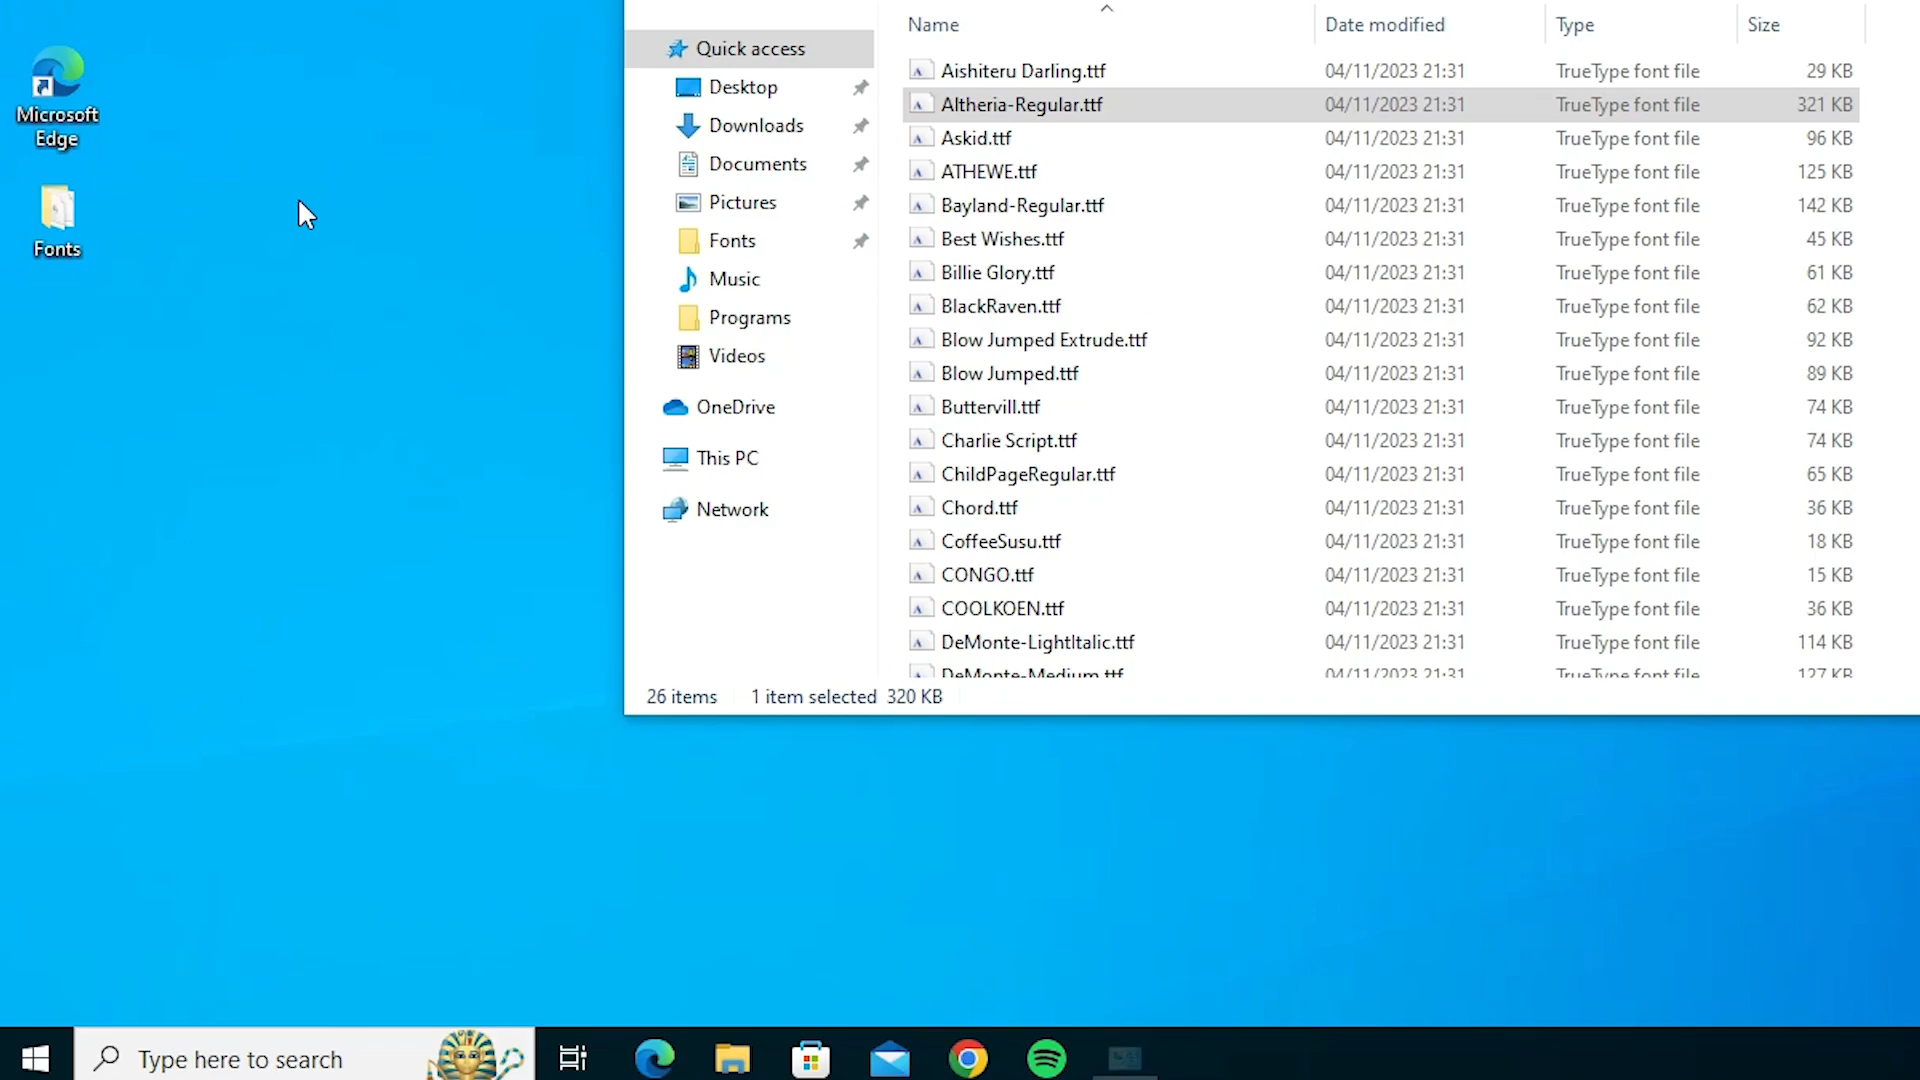 Microsoft
Edge
Fonts
Quick access
Desktop
Downloads
Documents
Pictures
Fonts
Music
Programs
Videos
OneDrive
This PC
Network
Name Date modified Type Size
Aishiteru Darling.ttf 04/11/2023 21:31 TrueType font file 29 KB
Altheria-Regular.ttf 04/11/2023 21:31 TrueType font file 321 KB
Askid.ttf 04/11/2023 21:31 TrueType font file 96 KB
ATHEWE.ttf 04/11/2023 21:31 TrueType font file 125 KB
Bayland-Regular.ttf 04/11/2023 21:31 TrueType font file 142 KB
Best Wishes.ttf 04/11/2023 21:31 TrueType font file 45 KB
Billie Glory.ttf 04/11/2023 21:31 TrueType font file 61 KB
BlackRaven.ttf 04/11/2023 21:31 TrueType font file 62 KB
Blow Jumped Extrude.ttf 04/11/2023 21:31 TrueType font file 92 KB
Blow Jumped.ttf 04/11/2023 21:31 TrueType font file 89 KB
Buttervill.ttf 04/11/2023 21:31 TrueType font file 74 KB
Charlie Script.ttf 04/11/2023 21:31 TrueType font file 74 KB
ChildPageRegular.ttf 04/11/2023 21:31 TrueType font file 65 KB
Chord.ttf 04/11/2023 21:31 TrueType font file 36 KB
CoffeeSusu.ttf 04/11/2023 21:31 TrueType font file 18 KB
CONGO.ttf 04/11/2023 21:31 TrueType font file 15 KB
COOLKOEN.ttf 04/11/2023 21:31 TrueType font file 36 KB
DeMonte-LightItalic.ttf 04/11/2023 21:31 TrueType font file 114 KB
DeMonte-Medium.ttf 04/11/2023 21:31 TrueType font file 127 KB
26 items 1 item selected 320 KB
Type here to search